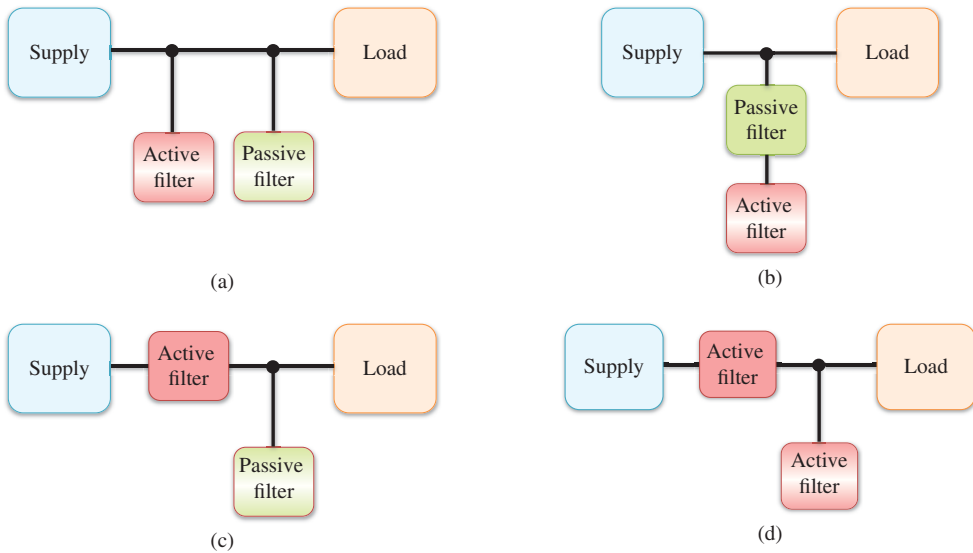 Supply
Load
Active
filter
Passive
filter
(a)
Supply
Load
Passive
filter
Active
filter
(b)
Supply
Active
filter
Load
Passive
filter
(c)
Supply
Active
filter
Load
Active
filter
(d)